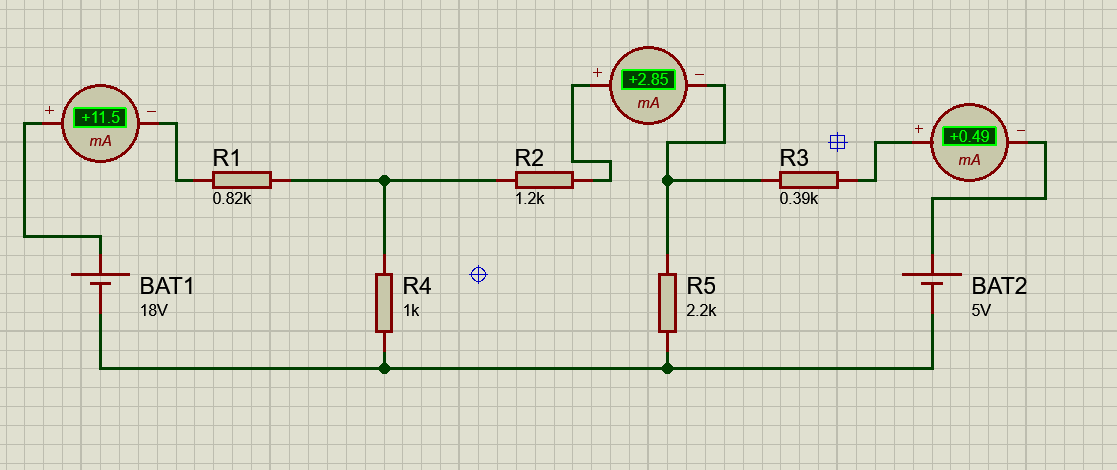 + +11.5 −
mA
+ +2.85 −
mA
+ +0.49 −
mA
R1
0.82k
R2
1.2k
R3
0.39k
BAT1
18V
R4
1k
R5
2.2k
BAT2
5V